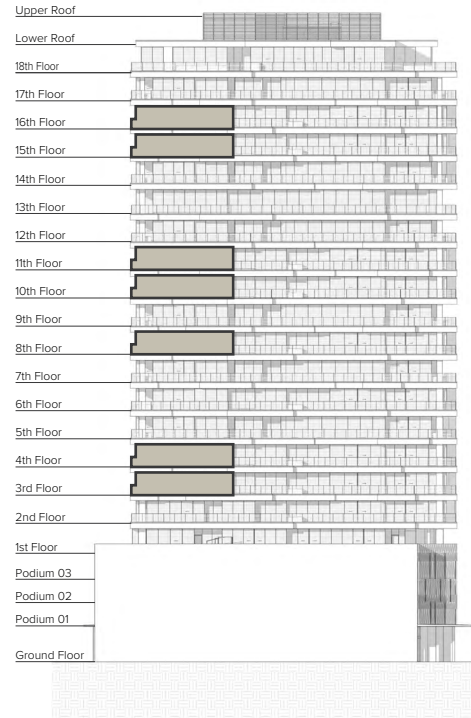 Upper Roof
Lower Roof
18th Floor
17th Floor
16th Floor
15th Floor
14th Floor
13th Floor
12th Floor
11th Floor
10th Floor
9th Floor
8th Floor
7th Floor
6th Floor
5th Floor
4th Floor
3rd Floor
2nd Floor
1st Floor
Podium 03
Podium 02
Podium 01
Ground Floor